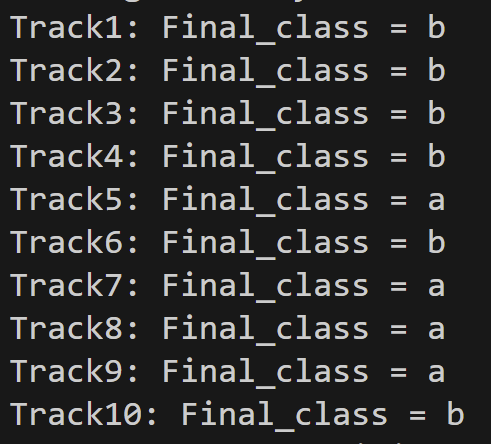 Track1: Final_class = b
Track2: Final_class = b
Track3: Final_class = b
Track4: Final_class = b
Track5: Final_class = a
Track6: Final_class = b
Track7: Final_class = a
Track8: Final_class = a
Track9: Final_class = a
Track10: Final_class = b